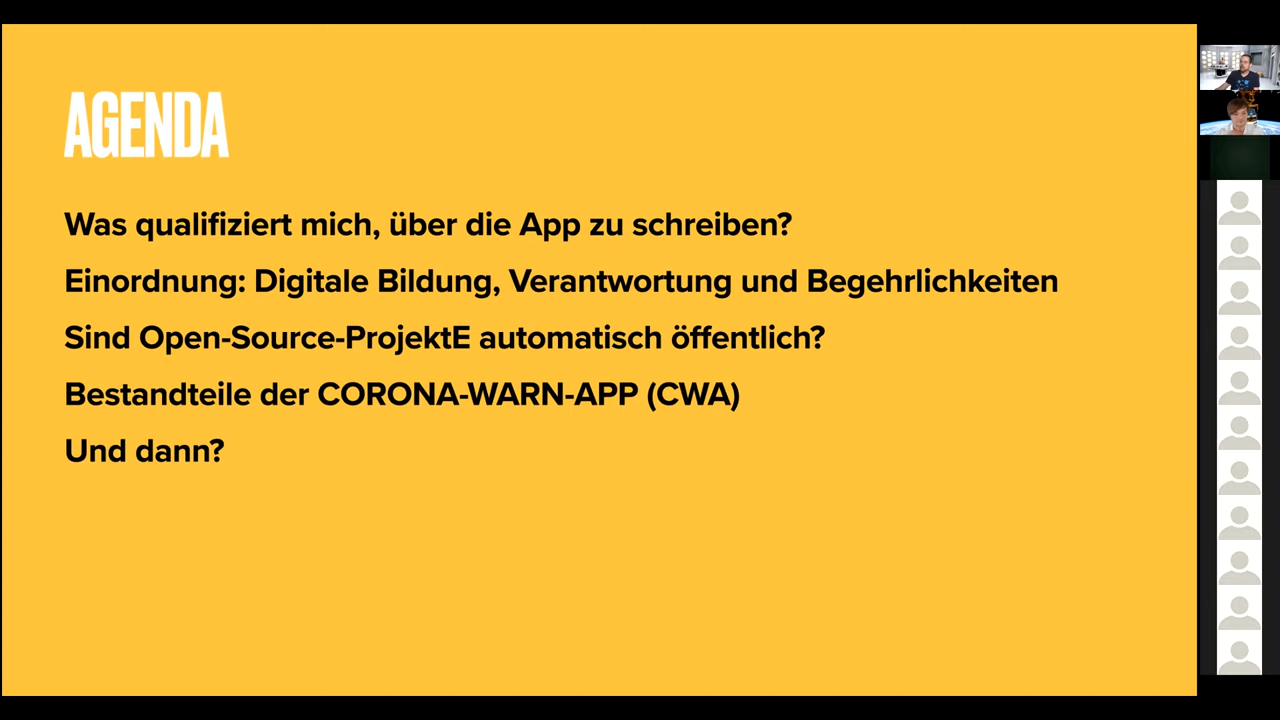 AGENDA
Was qualifiziert mich, über die App zu schreiben?
Einordnung: Digitale Bildung, Verantwortung und Begehrlichkeiten
Sind Open-Source-ProjektE automatisch öffentlich?
Bestandteile der CORONA-WARN-APP (CWA)
Und dann?